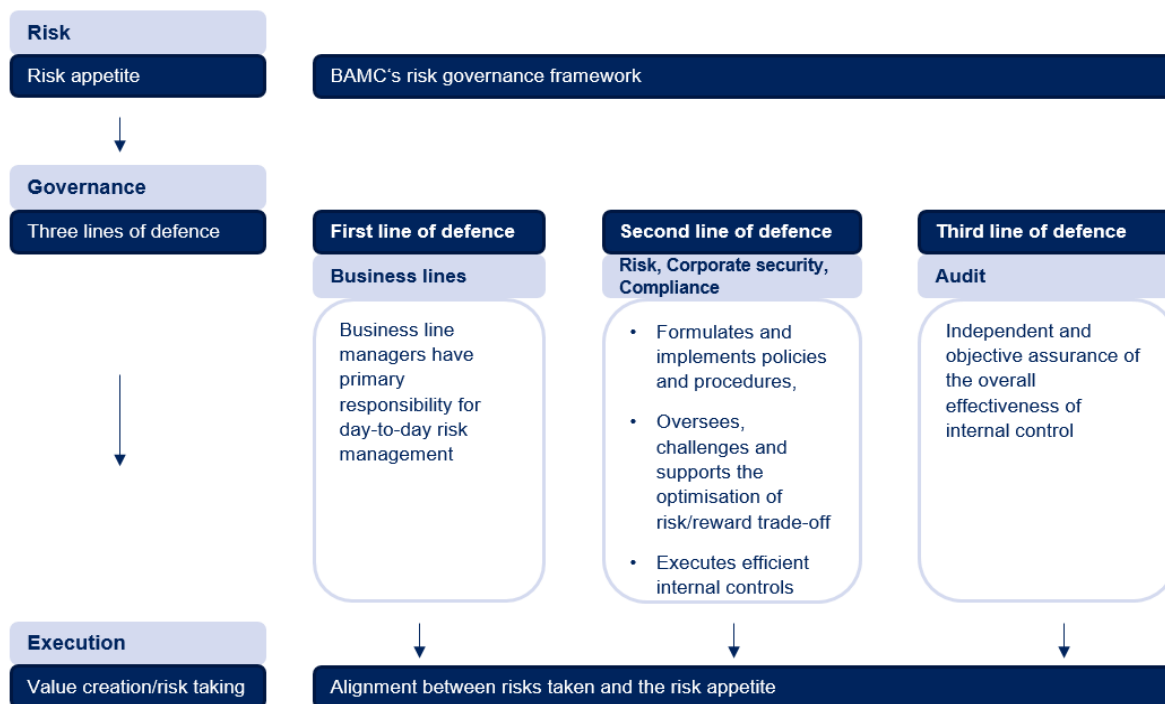 Risk
Risk appetite
BAMC‘s risk governance framework
Governance
Three lines of defence
First line of defence
Business lines
Business line
managers have
primary
responsibility for
day-to-day risk
management
Second line of defence
Risk, Corporate security,
Compliance
• Formulates and
implements policies
and procedures,
• Oversees,
challenges and
supports the
optimisation of
risk/reward trade-off
• Executes efficient
internal controls
Third line of defence
Audit
Independent and
objective assurance of
the overall
effectiveness of
internal control
Execution
Value creation/risk taking
Alignment between risks taken and the risk appetite